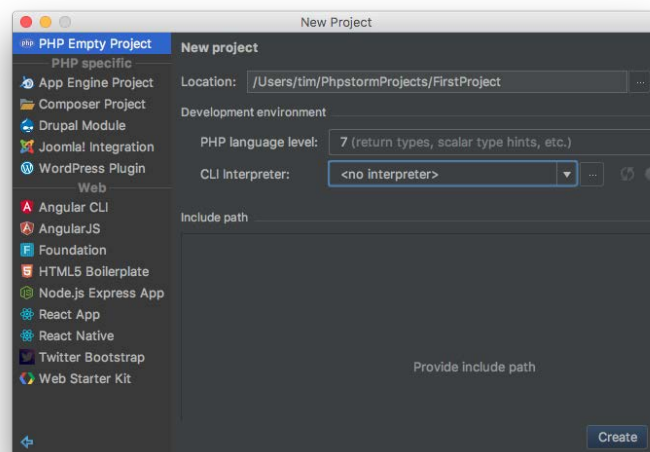 New Project
php PHP Empty Project
PHP specific
App Engine Project
Composer Project
Drupal Module
Joomla! Integration
WordPress Plugin
Web
Angular CLI
AngularJS
Foundation
HTML5 Boilerplate
Node.js Express App
React App
React Native
Twitter Bootstrap
Web Starter Kit
New project
Location: /Users/tim/PhpstormProjects/FirstProject ...
Development environment
PHP language level: 7 (return types, scalar type hints, etc.)
CLI Interpreter: <no interpreter> ...
Include path
Provide include path
Create